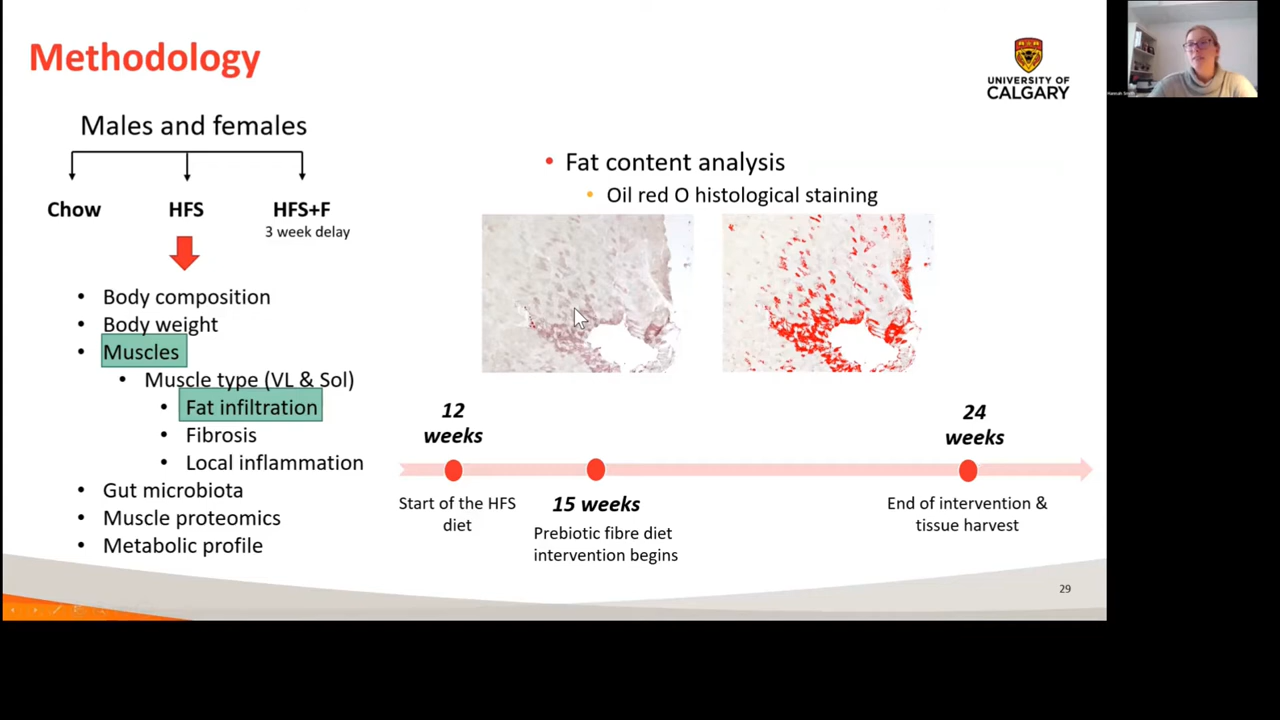 Methodology
UNIVERSITY OF
CALGARY
Males and females
Chow
HFS
HFS+F
3 week delay
• Body composition
• Body weight
• Muscles
• Muscle type (VL & Sol)
• Fat infiltration
• Fibrosis
• Local inflammation
• Gut microbiota
• Muscle proteomics
• Metabolic profile
• Fat content analysis
• Oil red O histological staining
12
weeks
Start of the HFS
diet
15 weeks
Prebiotic fibre diet
intervention begins
24
weeks
End of intervention &
tissue harvest
29